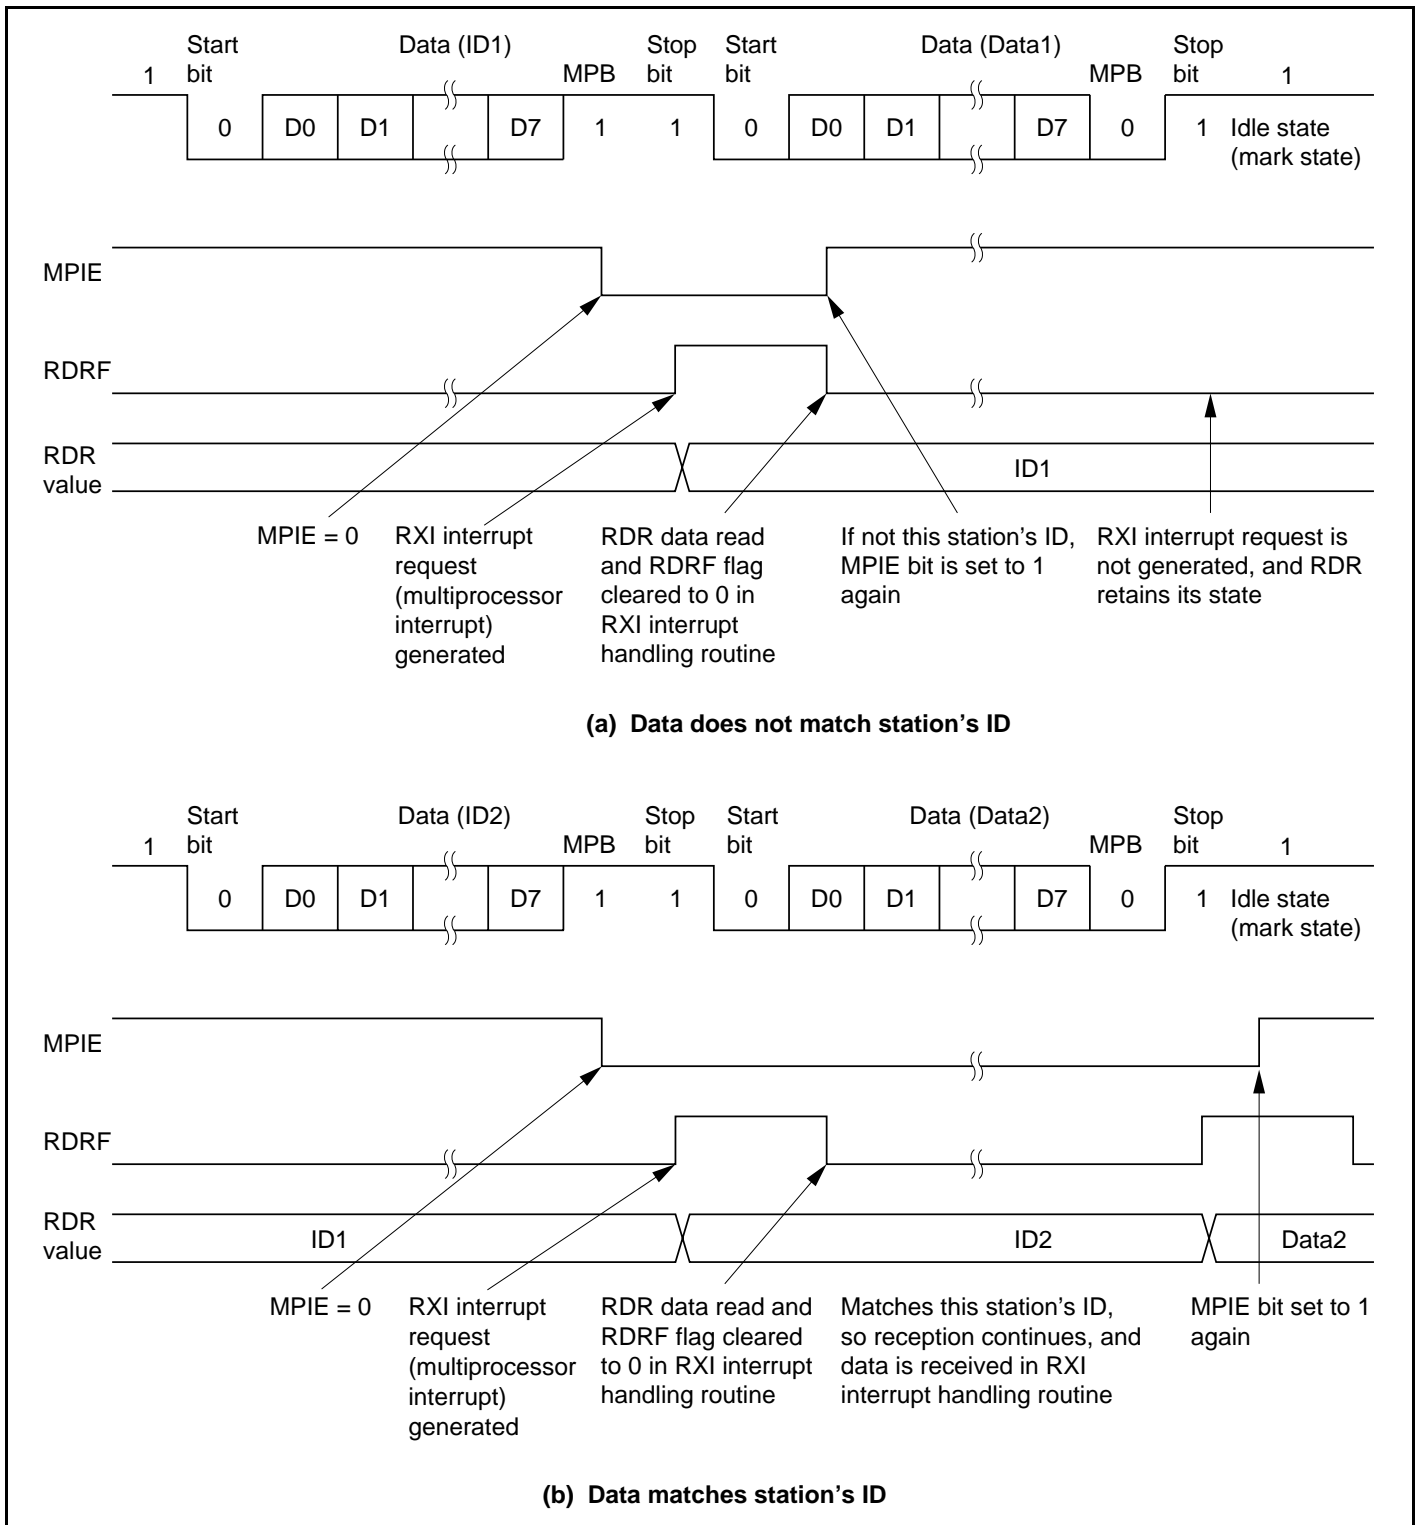 Start Data (ID1) Stop Start Data (Data1) Stop
1 bit MPB bit bit MPB bit 1
0 D0 D1 D7 1 1 0 D0 D1 D7 0 1 Idle state
(mark state)
MPIE
RDRF
RDR
value
ID1
MPIE = 0
RXI interrupt
request
(multiprocessor
interrupt)
generated
RDR data read
and RDRF flag
cleared to 0 in
RXI interrupt
handling routine
If not this station's ID,
MPIE bit is set to 1
again
RXI interrupt request is
not generated, and RDR
retains its state
(a) Data does not match station's ID
Start Data (ID2) Stop Start Data (Data2) Stop
1 bit MPB bit bit MPB bit 1
0 D0 D1 D7 1 1 0 D0 D1 D7 0 1 Idle state
(mark state)
MPIE
RDRF
RDR
value
ID1 ID2 Data2
MPIE = 0
RXI interrupt
request
(multiprocessor
interrupt)
generated
RDR data read and
RDRF flag cleared
to 0 in RXI interrupt
handling routine
Matches this station's ID,
so reception continues, and
data is received in RXI
interrupt handling routine
MPIE bit set to 1
again
(b) Data matches station's ID